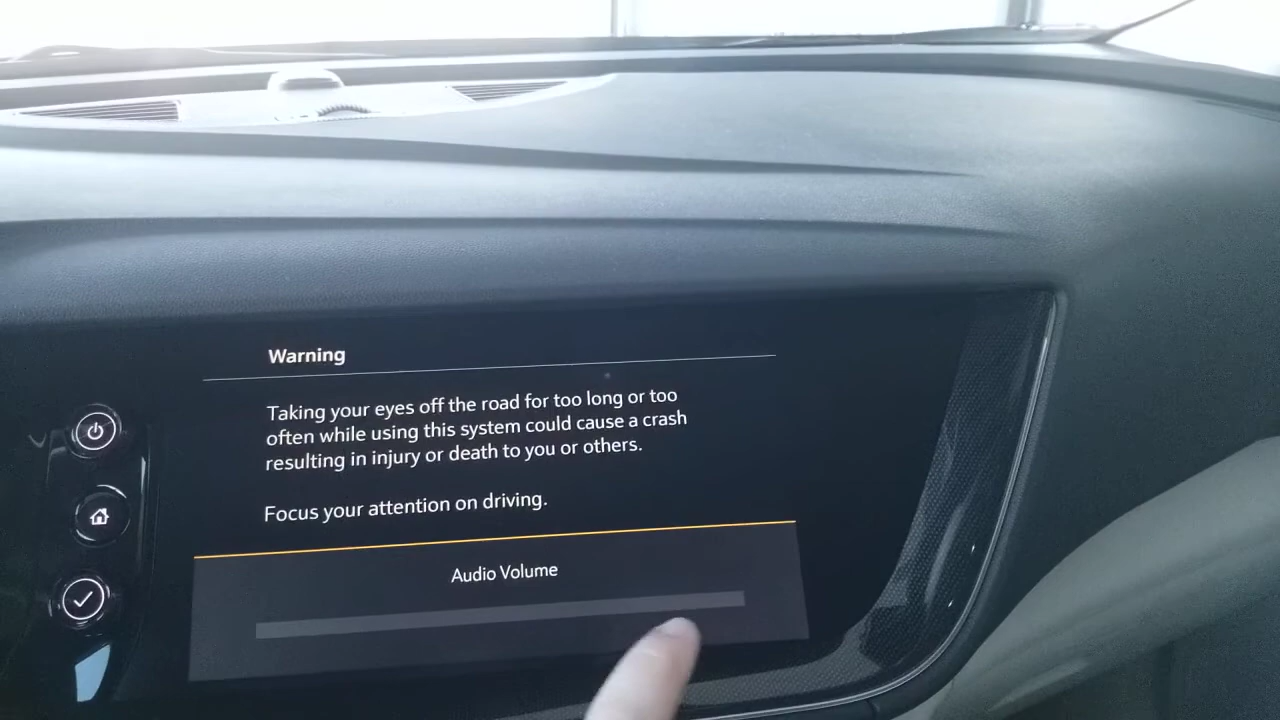 Warning
Taking your eyes off the road for too long or too
often while using this system could cause a crash
resulting in injury or death to you or others.
Focus your attention on driving.
Audio Volume